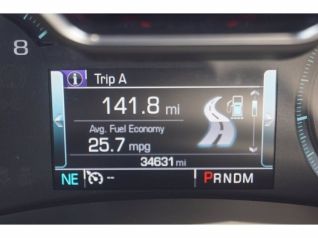 8
i Trip A
141.8 mi
Avg. Fuel Economy
25.7 mpg
34631 mi
NE -- PRNDM